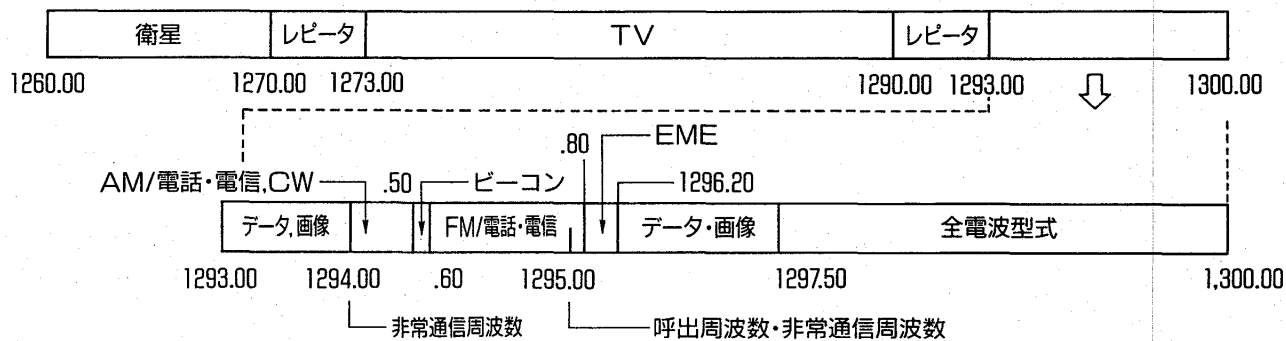 衛星 レピータ TV レピータ
1260.00 1270.00 1273.00 1290.00 1293.00 1300.00
.80 EME
AM/電話・電信,CW .50 ビーコン 1296.20
データ,画像 FM/電話・電信 データ・画像 全電波型式
1293.00 1294.00 .60 1295.00 1297.50 1,300.00
非常通信周波数 呼出周波数・非常通信周波数